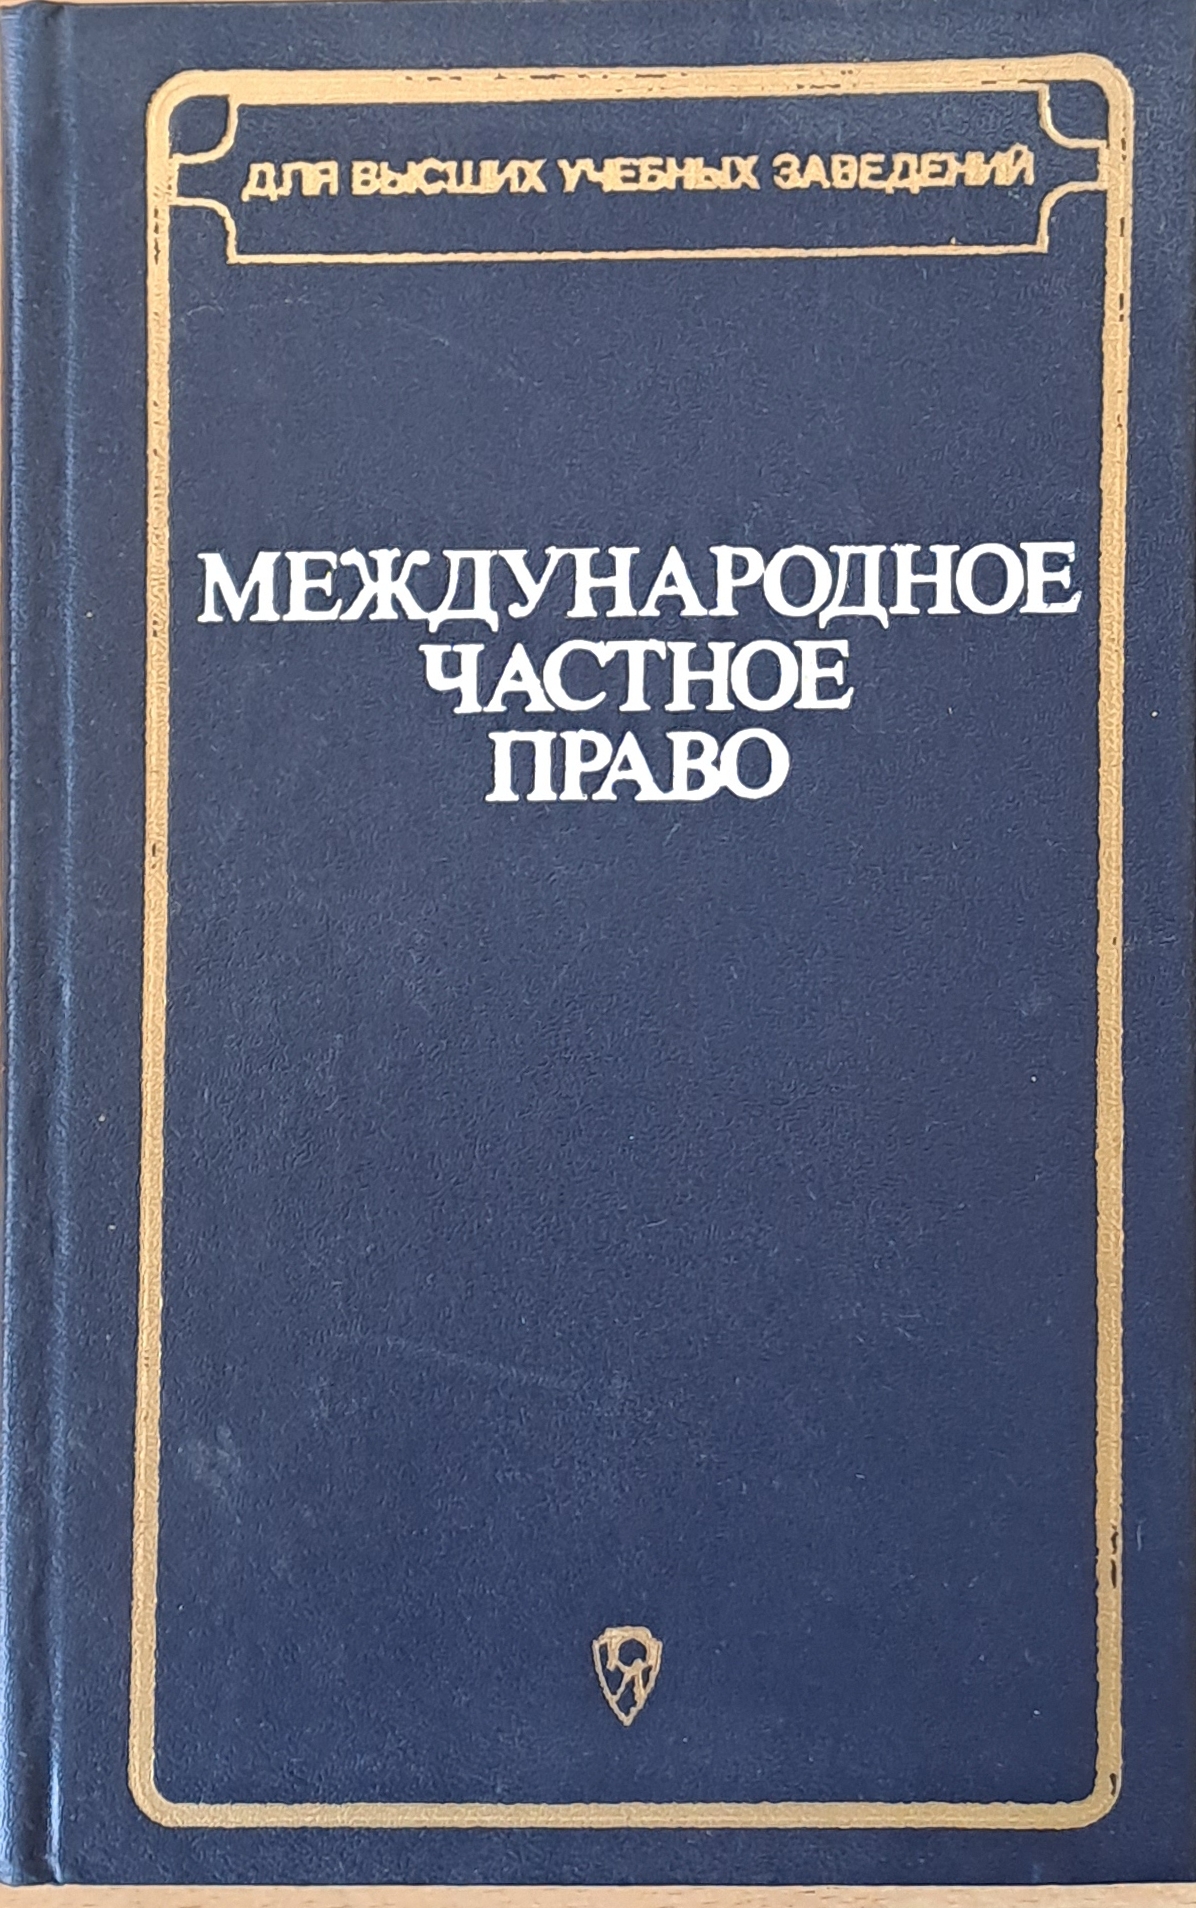 ДЛЯ ВЫСШИХ УЧЕБНЫХ ЗАВЕДЕНИЙ
МЕЖДУНАРОДНОЕ
ЧАСТНОЕ
ПРАВО